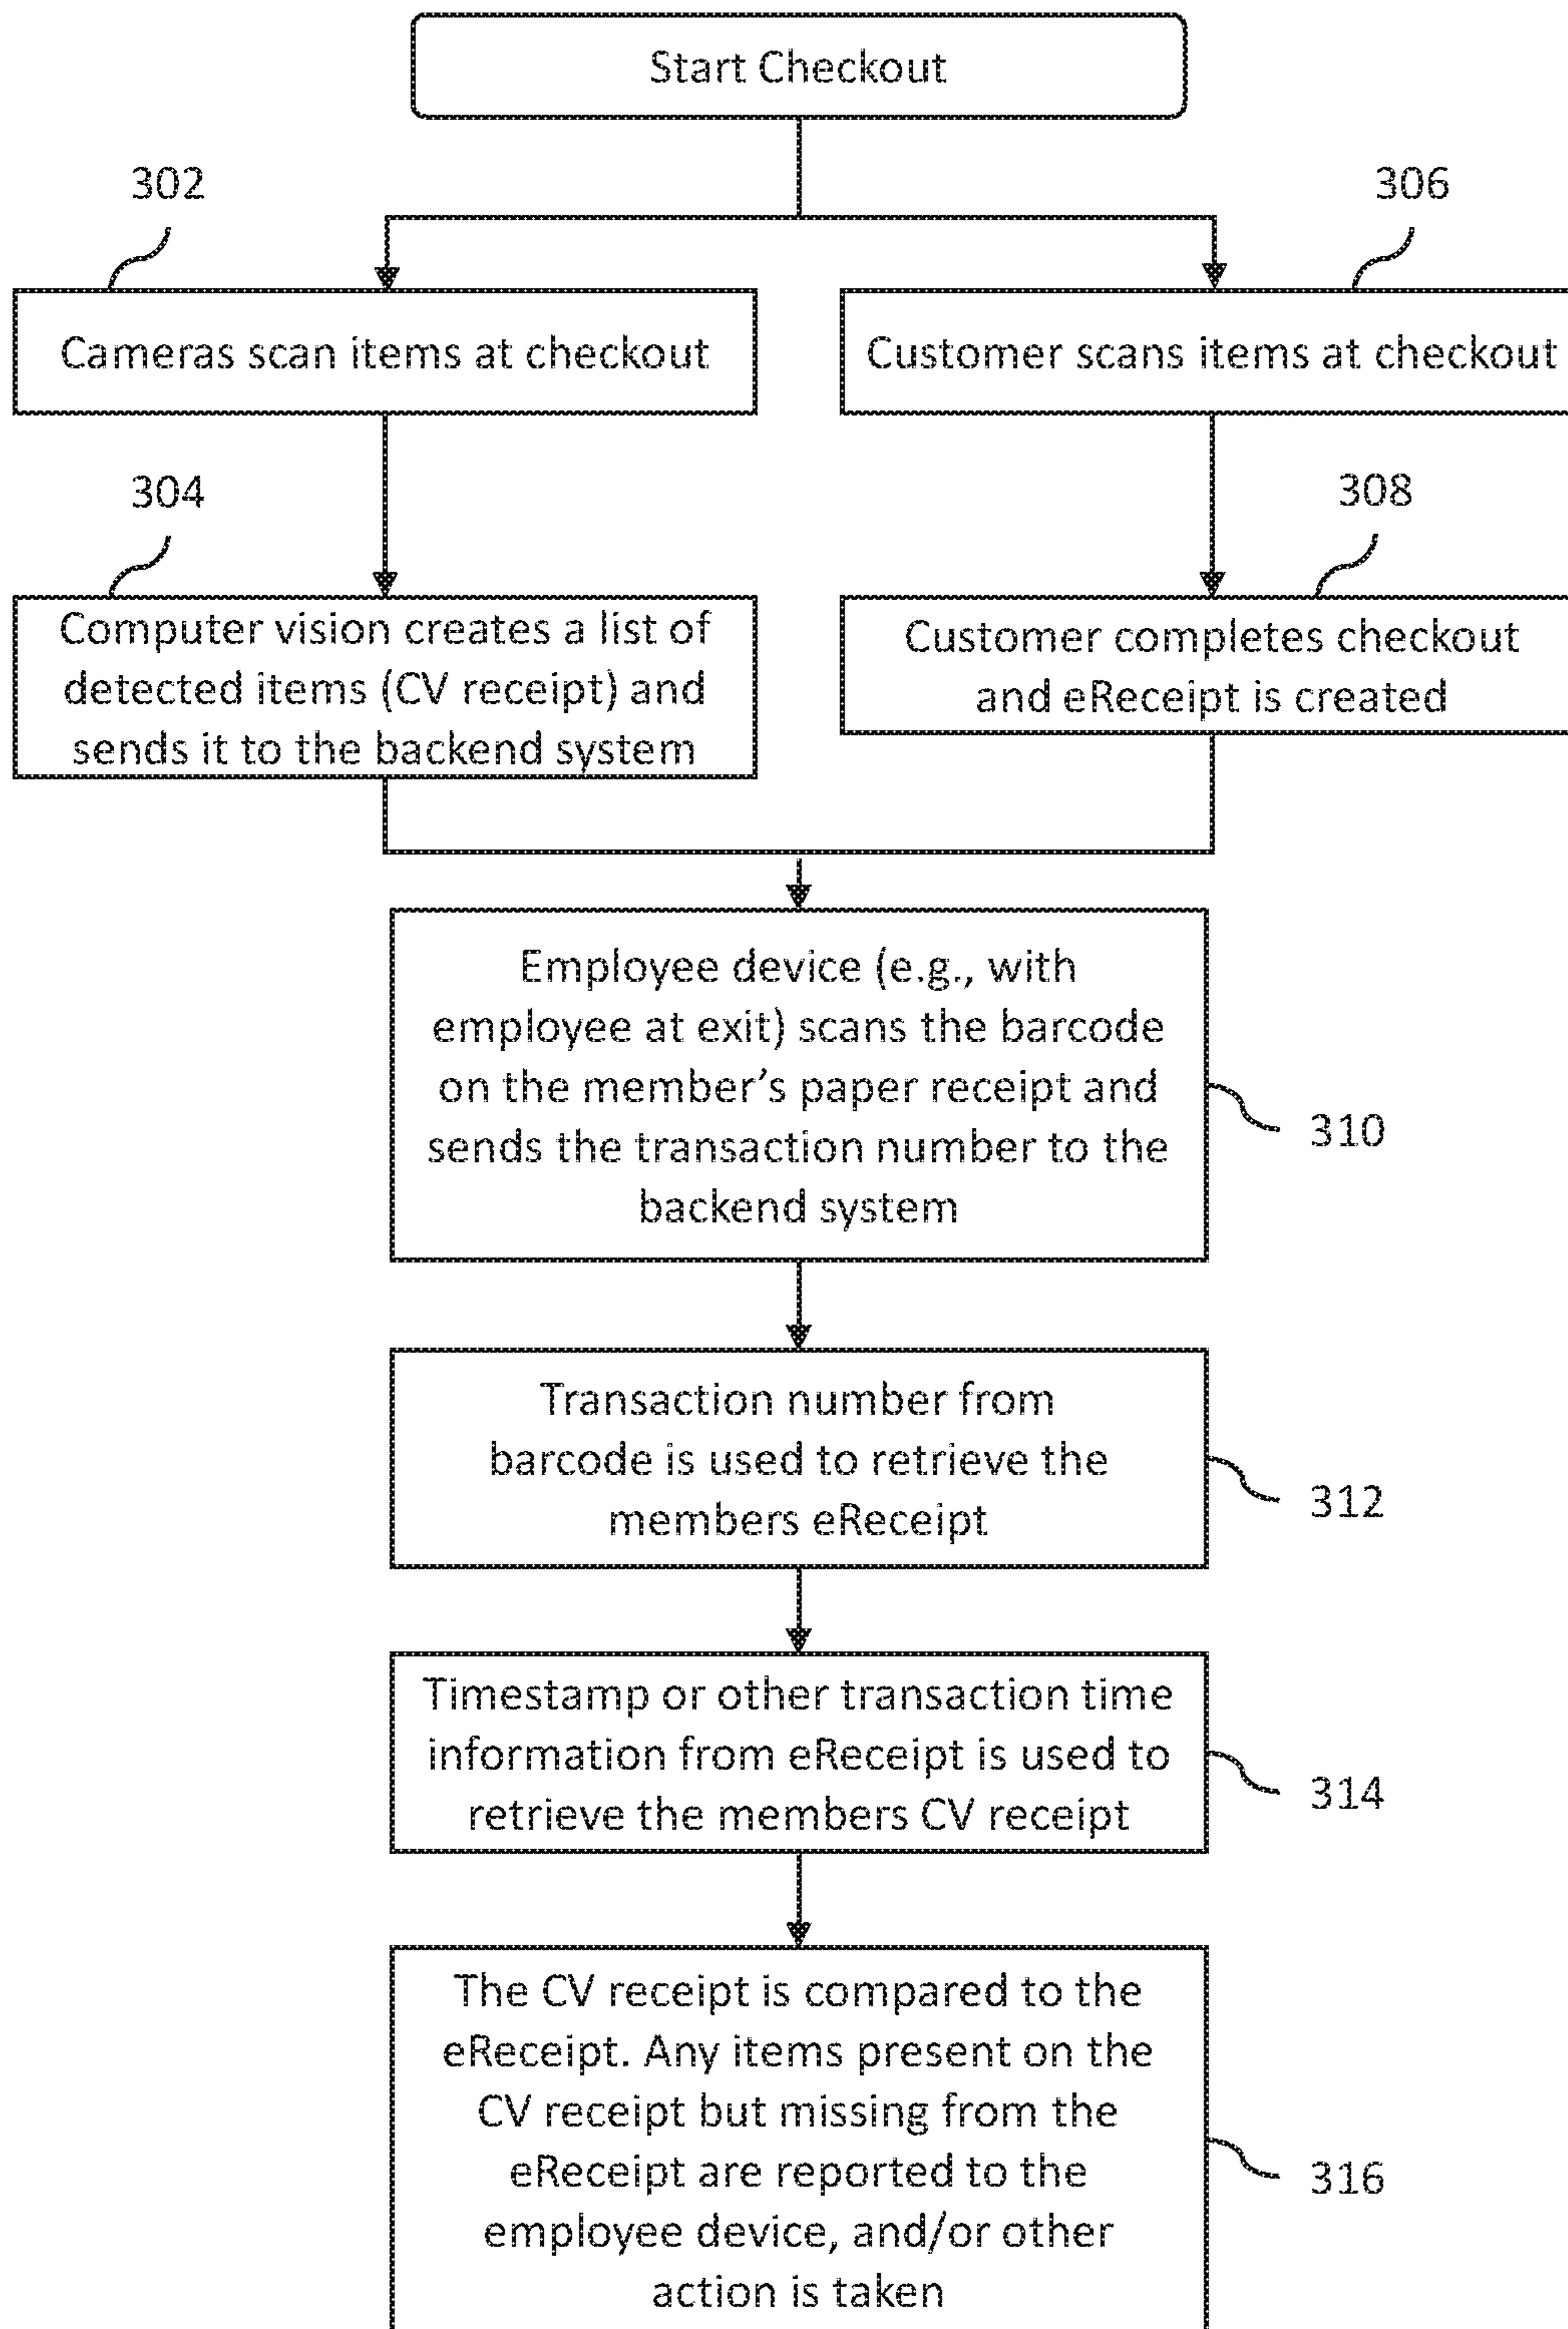 Start Checkout
302
306
Cameras scan items at checkout
Customer scans items at checkout
304
308
Computer vision creates a list of
detected items (CV receipt) and
sends it to the backend system
Customer completes checkout
and eReceipt is created
Employee device (e.g., with
employee at exit) scans the barcode
on the member’s paper receipt and
sends the transaction number to the
backend system
310
Transaction number from
barcode is used to retrieve the
members eReceipt
312
Timestamp or other transaction time
information from eReceipt is used to
retrieve the members CV receipt
314
The CV receipt is compared to the
eReceipt. Any items present on the
CV receipt but missing from the
eReceipt are reported to the
employee device, and/or other
action is taken
316